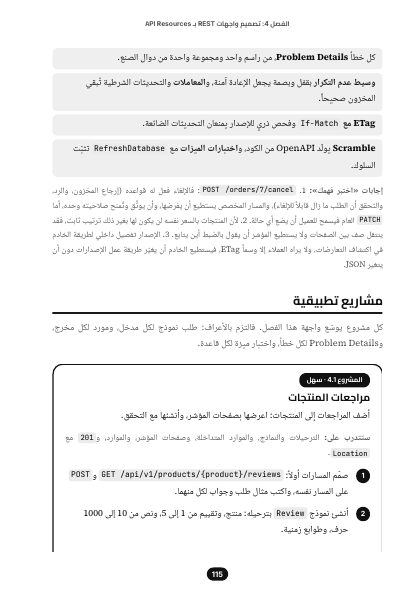 الفصل 4: تصميم واجهات REST بـ API Resources
كل خطأ Problem Details، من راسم واحد ومجموعة واحدة من دوال الصنع.
وسيط عدم التكرار بقفل وبصمة يجعل الإعادة آمنة، والمعاملات والتحديثات الشرطية تُبقي
المخزون صحيحاً.
ETag مع If-Match وفحص ذري للإصدار يمنعان التحديثات الضائعة.
Scramble يولّد OpenAPI من الكود، واختبارات الميزات مع RefreshDatabase تثبّت
السلوك.
إجابات «اختبر فهمك»: 1. POST /orders/7/cancel: فالإلغاء فعل له قواعده (إرجاع المخزون، والرد،
والتحقق أن الطلب ما زال قابلاً للإلغاء)، والمسار المخصص يستطيع أن يفرضها، وأن يوثَّق وتُمنح صلاحيته وحده. أما
PATCH العام فيسمح للعميل أن يضع أي حالة. 2. لأن المنتجات بالسعر نفسه لن يكون لها بغير ذلك ترتيب ثابت، فقد
ينتقل صف بين الصفحات ولا يستطيع المؤشر أن يقول بالضبط أين يتابع. 3. الإصدار تفصيل داخلي لطريقة الخادم
في اكتشاف التعارضات، ولا يراه العملاء إلا وسماً ETag، فيستطيع الخادم أن يغيّر طريقة عمل الإصدارات دون أن
يتغير JSON.
مشاريع تطبيقية
كل مشروع يوسّع واجهة هذا الفصل. فالتزم بالأعراف: طلب نموذج لكل مدخل، ومورد لكل مخرج،
وProblem Details لكل خطأ، واختبار ميزة لكل قاعدة.
المشروع 4.1 · سهل
مراجعات المنتجات
أضف المراجعات إلى المنتجات: اعرضها بصفحات المؤشر، وأنشئها مع التحقق.
ستتدرب على: الترحيلات والنماذج، والموارد المتداخلة، وصفحات المؤشر، والموارد، و201 مع
Location.
1 صمّم المسارات أولاً: GET /api/v1/products/{product}/reviews و POST
على المسار نفسه، واكتب مثال طلب وجواب لكل منهما.
2 أنشئ نموذج Review بترحيله: منتج، وتقييم من 1 إلى 5، ونص من 10 إلى 1000
حرف، وطوابع زمنية.
115